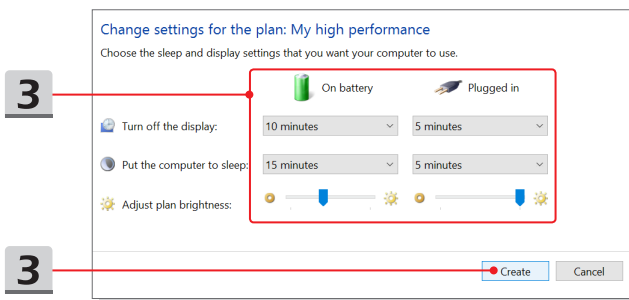 Change settings for the plan: My high performance
Choose the sleep and display settings that you want your computer to use.
3
On battery Plugged in
Turn off the display: 10 minutes 5 minutes
Put the computer to sleep: 15 minutes 5 minutes
Adjust plan brightness:
3
Create Cancel